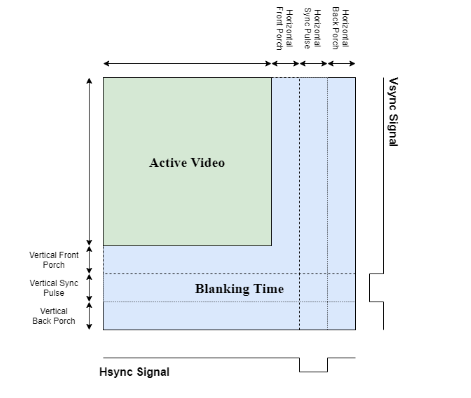 Horizontal
Front Porch
Horizontal
Sync Pulse
Horizontal
Back Porch
Vsync Signal
Active Video
Vertical Front
Porch
Vertical Sync
Pulse
Blanking Time
Vertical
Back Porch
Hsync Signal